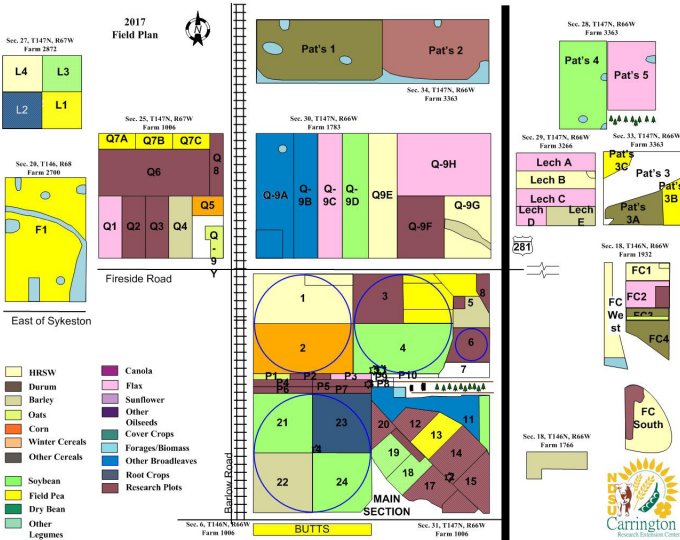 2017
Field Plan
N
Sec. 27, T147N, R67W
Farm 2872
L4
L3
L2
L1
Sec. 20, T146, R68
Farm 2700
F1
East of Sykeston
Sec. 25, T147N, R67W
Farm 1006
Q7A
Q7B
Q7C
Q6
Q
8
Q1
Q2
Q3
Q4
Q5
Q
-
9
Y
Pat's 1
Pat's 2
Sec. 34, T147N, R66W
Farm 3363
Sec. 30, T147N, R66W
Farm 1783
Q-9A
Q-
9B
Q
-9C
Q
-9D
Q9E
Q-9H
Q-9F
Q-9G
Sec. 28, T147N, R66W
Farm 3363
Pat's 4
Pat's 5
Sec. 29, T147N, R66W
Farm 3266
Lech A
Lech B
Lech C
Lech
D
Lech
E
Sec. 33, T147N, R66W
Farm 3363
Pat's
3C
Pat's 3
Pat's
3B
Pat's
3A
281
Sec. 18, T146N, R66W
Farm 1932
FC
We
st
FC1
FC2
FC3
FC4
FC
South
Sec. 18, T146N, R66W
Farm 1766
Fireside Road
Barlow Road
1
2
3
4
5
6
7
8
P1
P2
P3
P4
P5
P6
P7
P8
P9
P10
21
22
23
24
20
12
11
13
19
18
14
17
15
MAIN
SECTION
Sec. 6, T146N, R66W
Farm 1006
BUTTS
Sec. 31, T147N, R66W
Farm 1006
HRSW
Durum
Barley
Oats
Corn
Winter Cereals
Other Cereals
Soybean
Field Pea
Dry Bean
Other
Legumes
Canola
Flax
Sunflower
Other
Oilseeds
Cover Crops
Forages/Biomass
Other Broadleaves
Root Crops
Research Plots
NDSU
Carrington
Research Extension Center